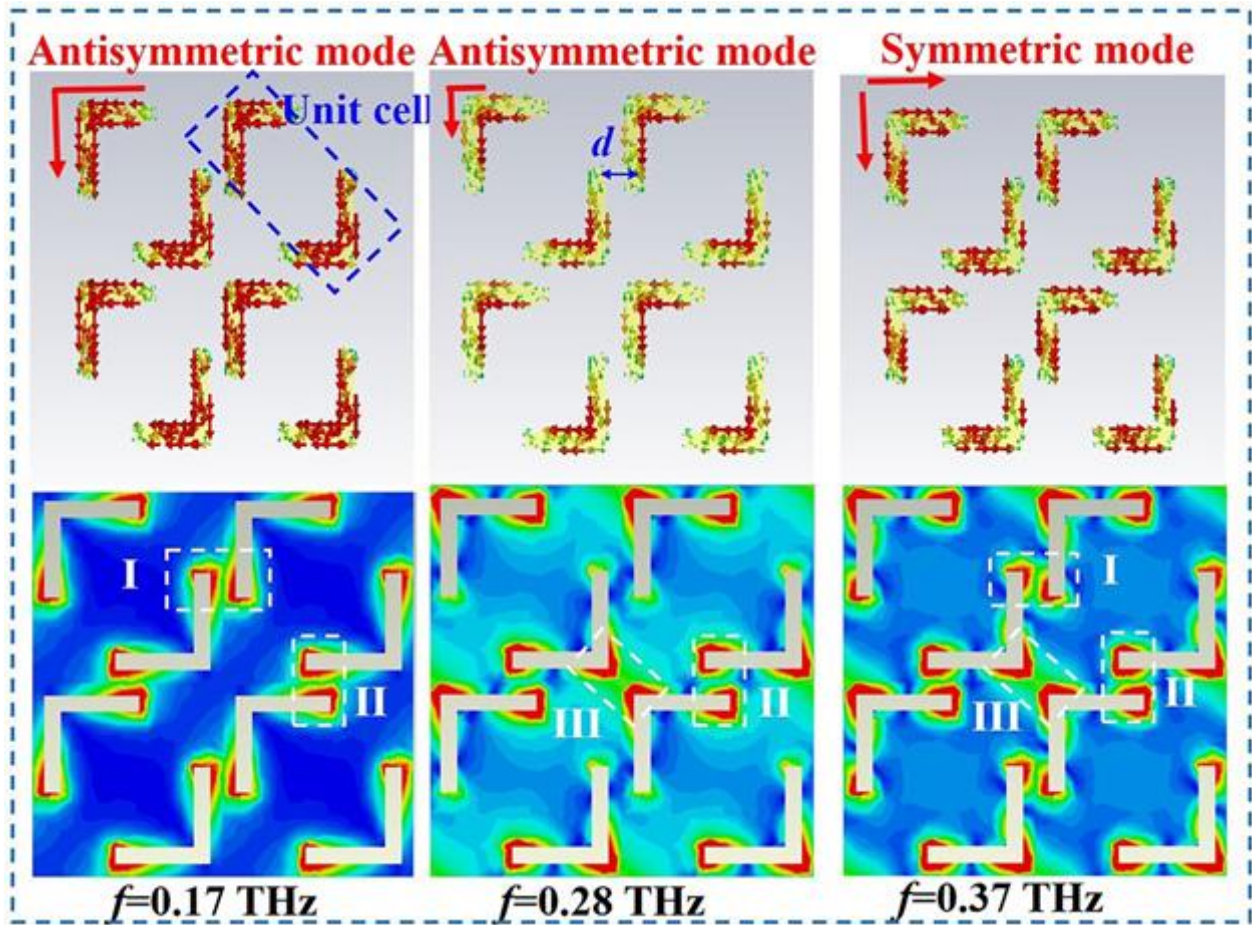 Antisymmetric mode
Antisymmetric mode
Symmetric mode
Unit cell
d
I
II
III
II
I
III
II
f=0.17 THz
f=0.28 THz
f=0.37 THz